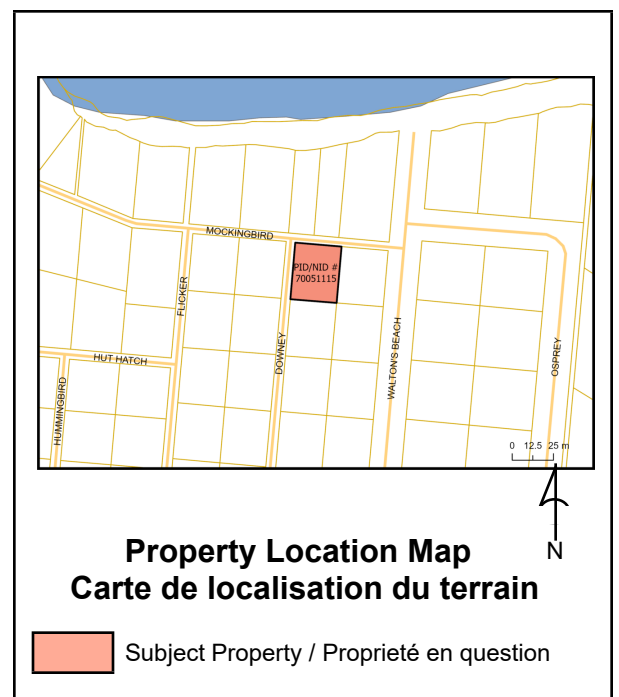 MOCKINGBIRD
PID/NID #
70051115
FLICKER
DOWNEY
WALTON'S BEACH
OSPREY
HUT HATCH
HUMMINGBIRD
0 12.5 25 m
N
Property Location Map
Carte de localisation du terrain
Subject Property / Proprieté en question